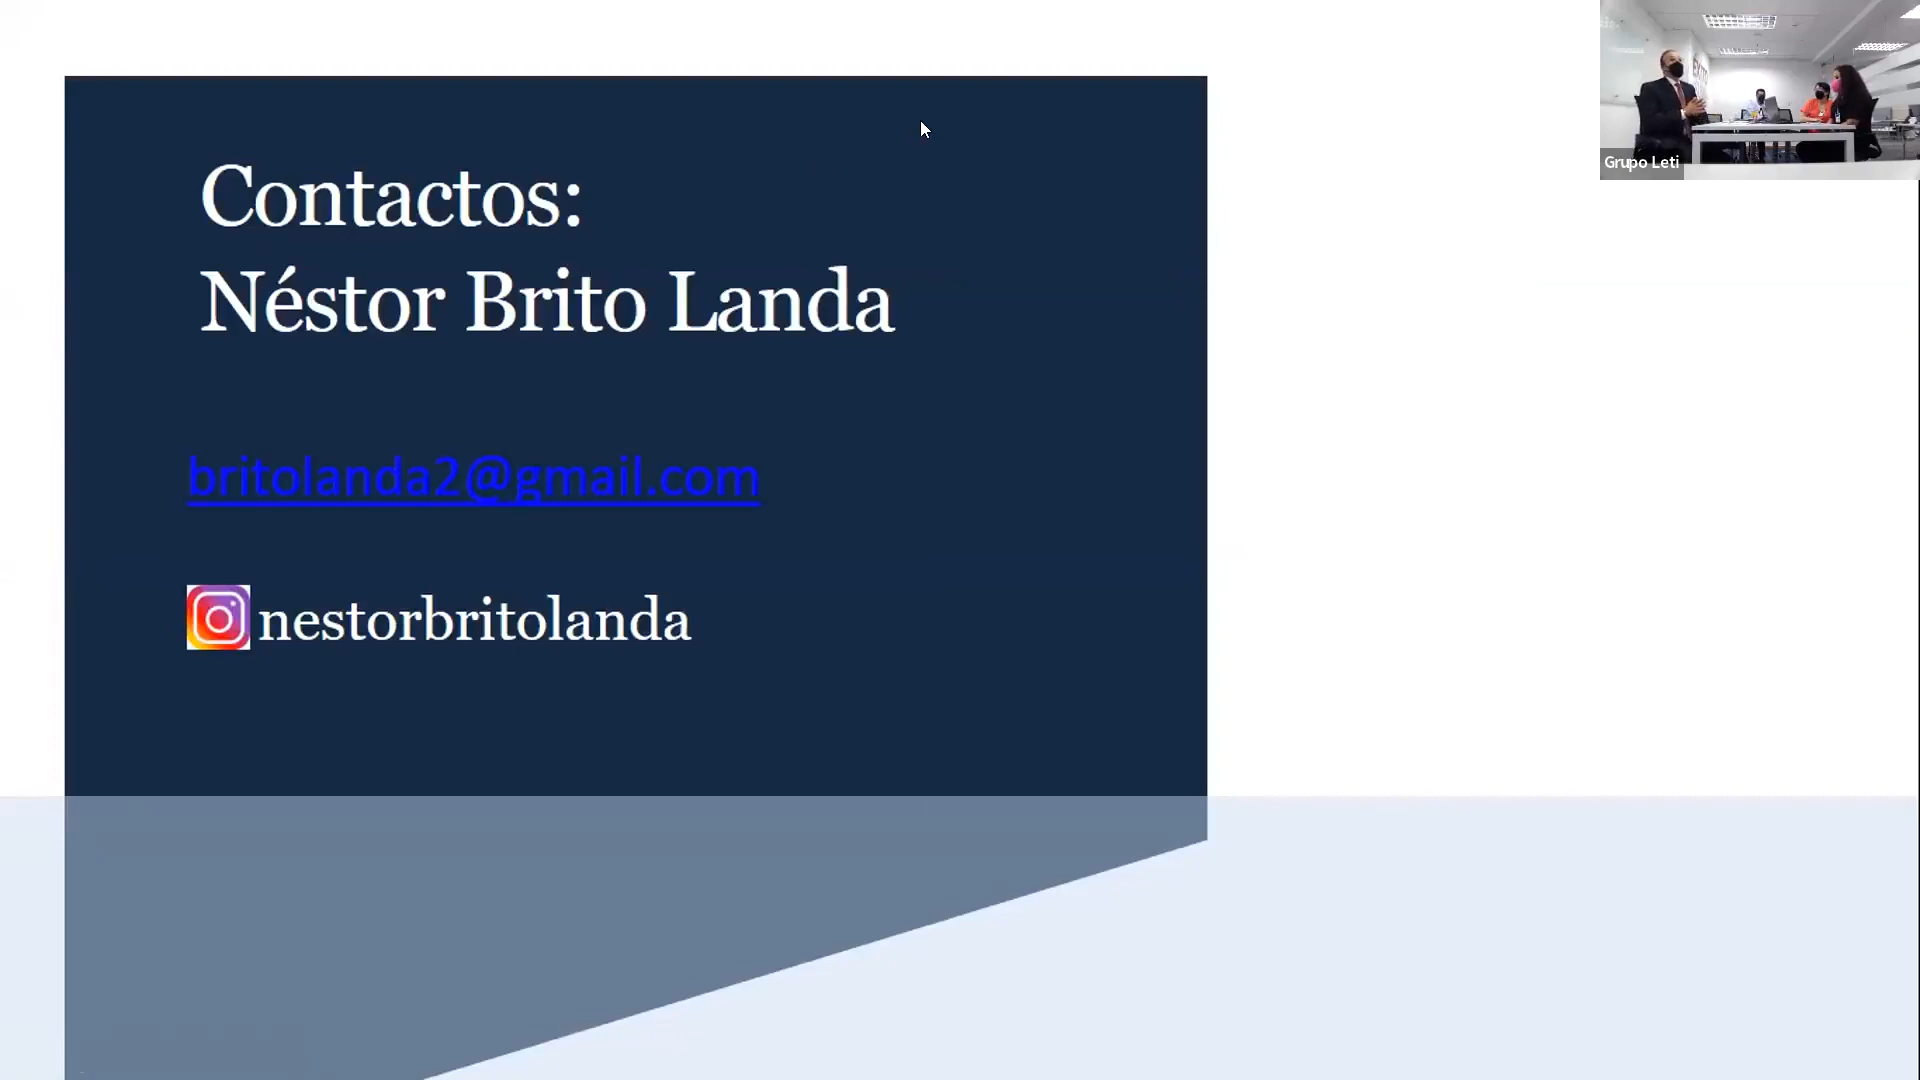 Contactos:
Néstor Brito Landa
britolanda2@gmail.com
nestorbritolanda
Grupo Leti